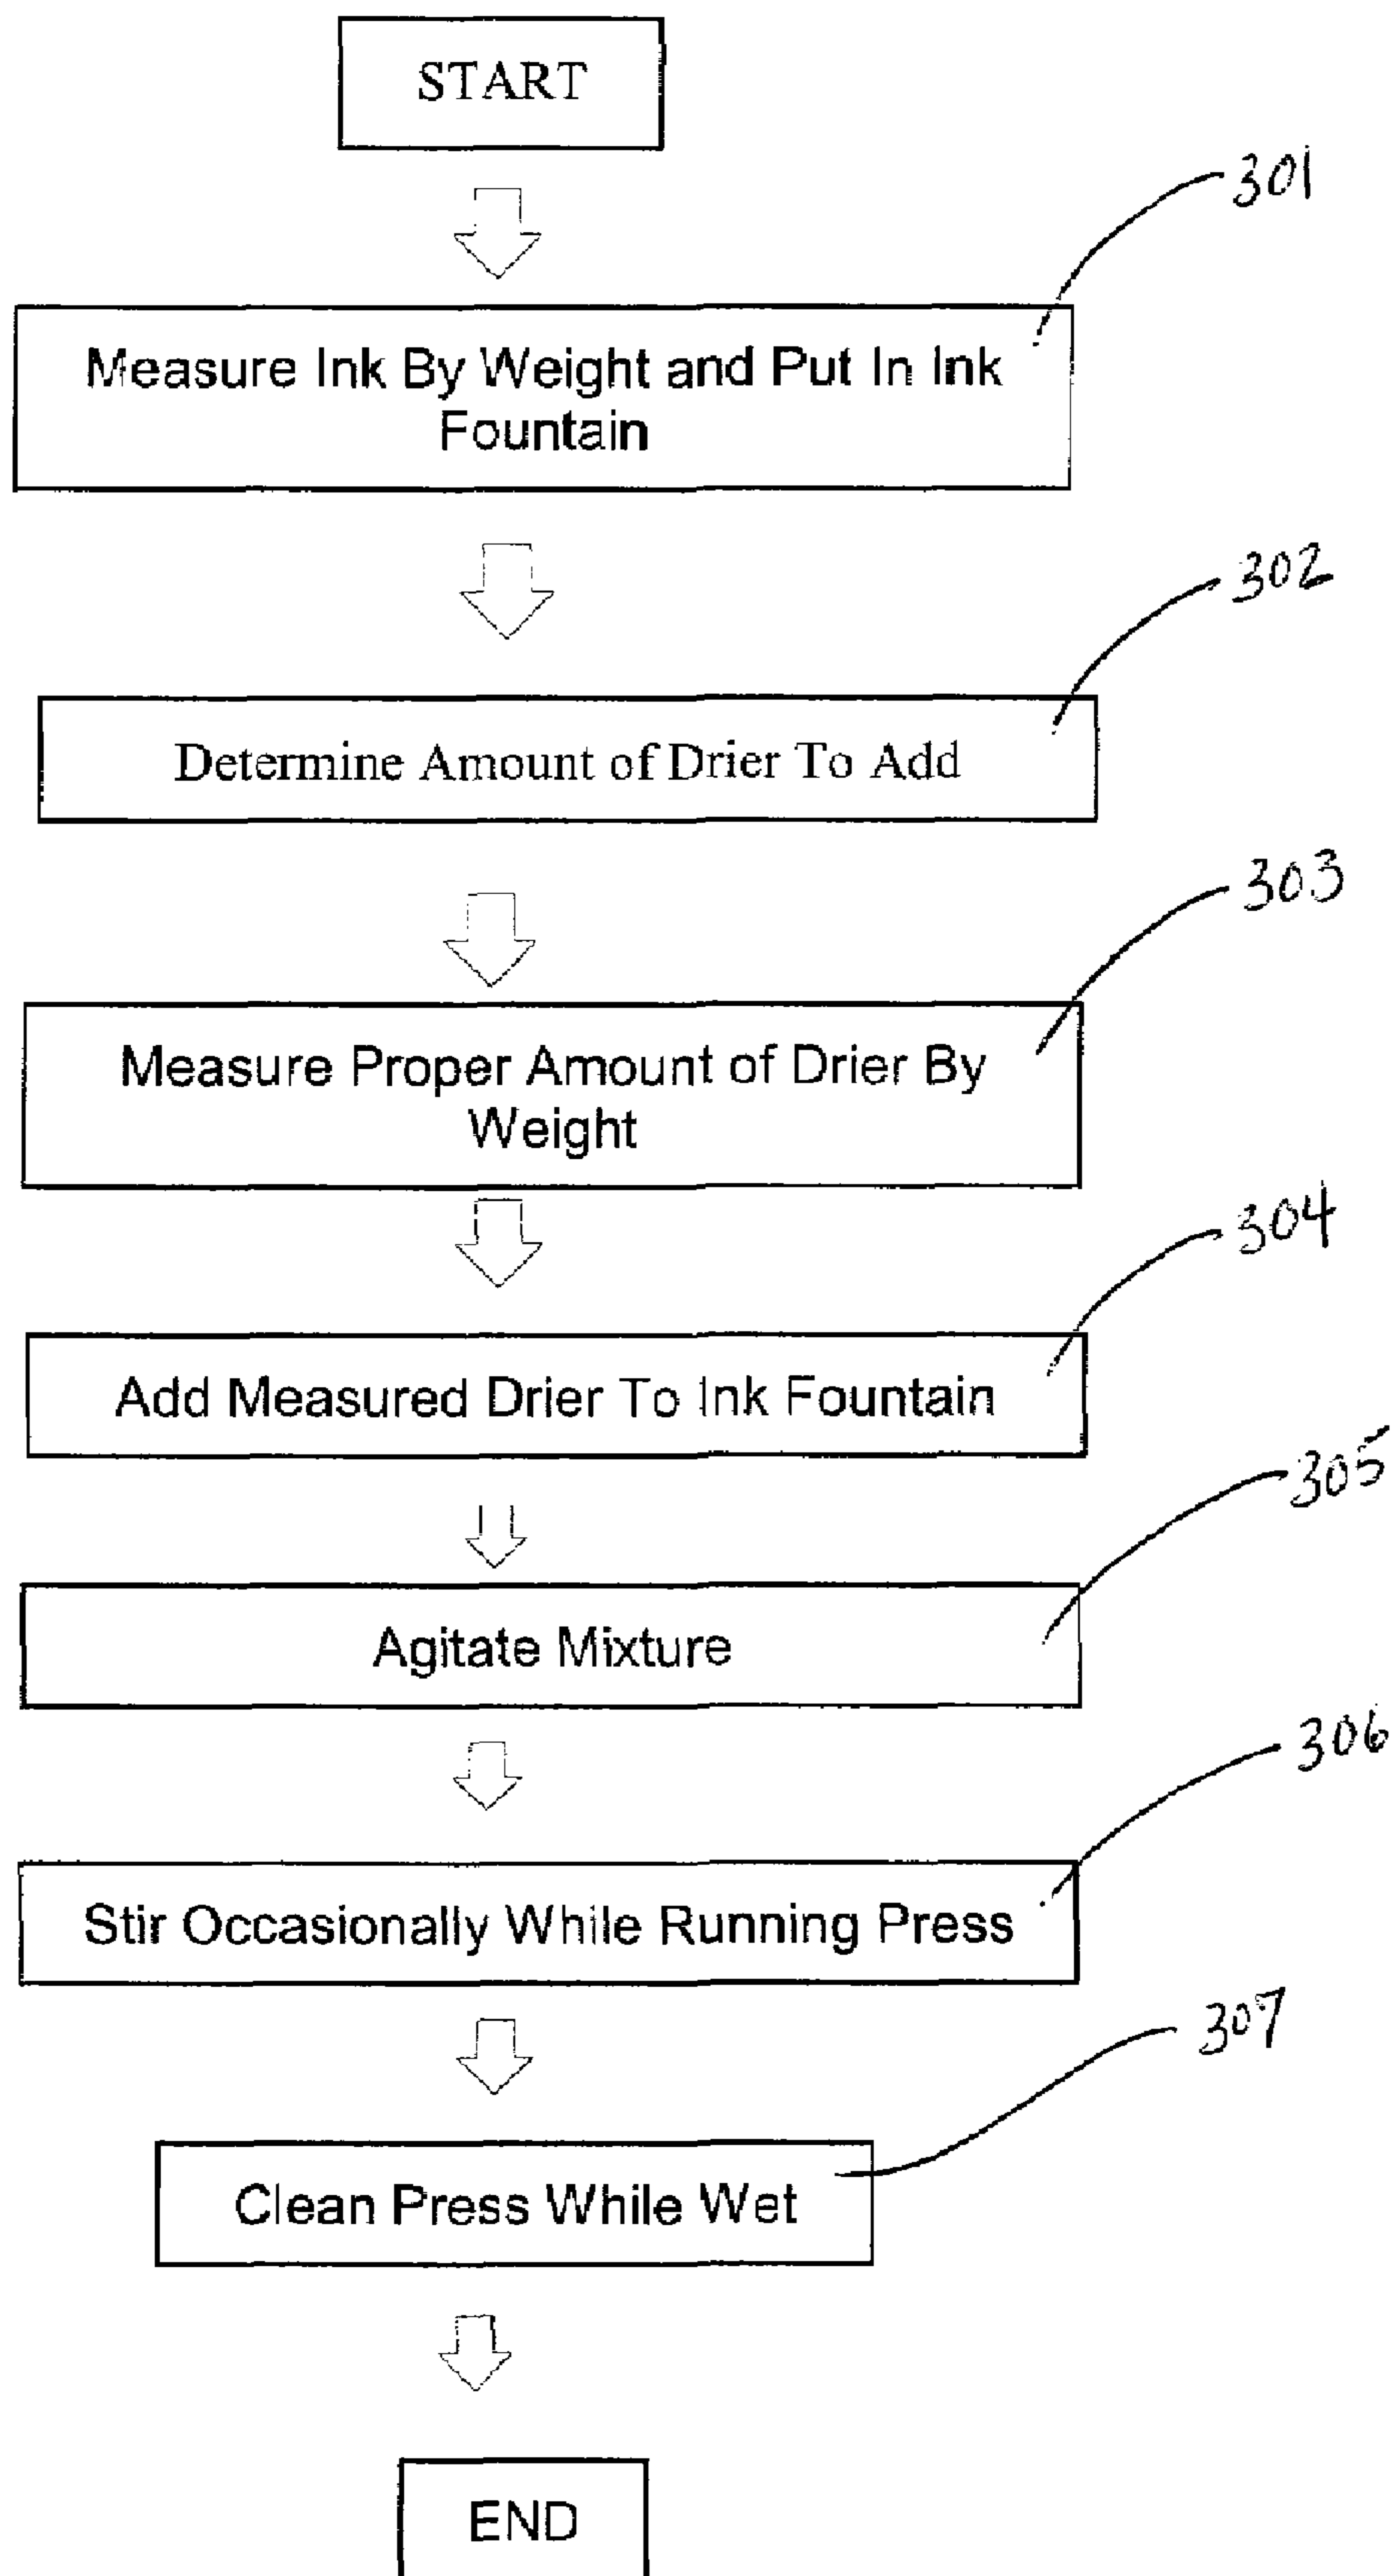 START
301
Measure Ink By Weight and Put In Ink
Fountain
302
Determine Amount of Drier To Add
303
Measure Proper Amount of Drier By
Weight
304
Add Measured Drier To Ink Fountain
305
Agitate Mixture
306
Stir Occasionally While Running Press
307
Clean Press While Wet
END